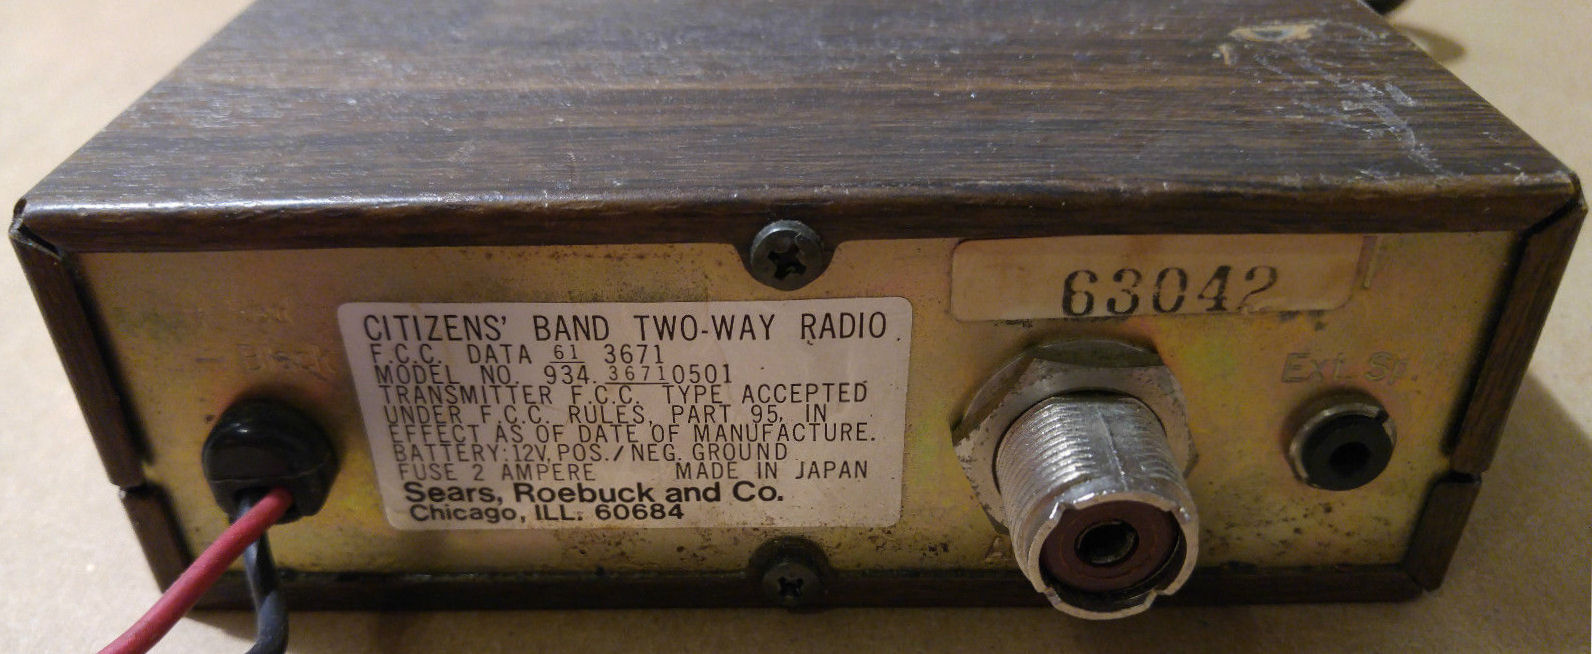 63042
CITIZENS' BAND TWO-WAY RADIO
F.C.C. DATA 61 3671
MODEL NO. 934.36710501
TRANSMITTER F.C.C. TYPE ACCEPTED
UNDER F.C.C. RULES, PART 95, IN
EFFECT AS OF DATE OF MANUFACTURE.
BATTERY:12V,POS./NEG. GROUND
FUSE 2 AMPERE MADE IN JAPAN
Sears, Roebuck and Co.
Chicago, ILL. 60684
- Black
Ext. Sp.